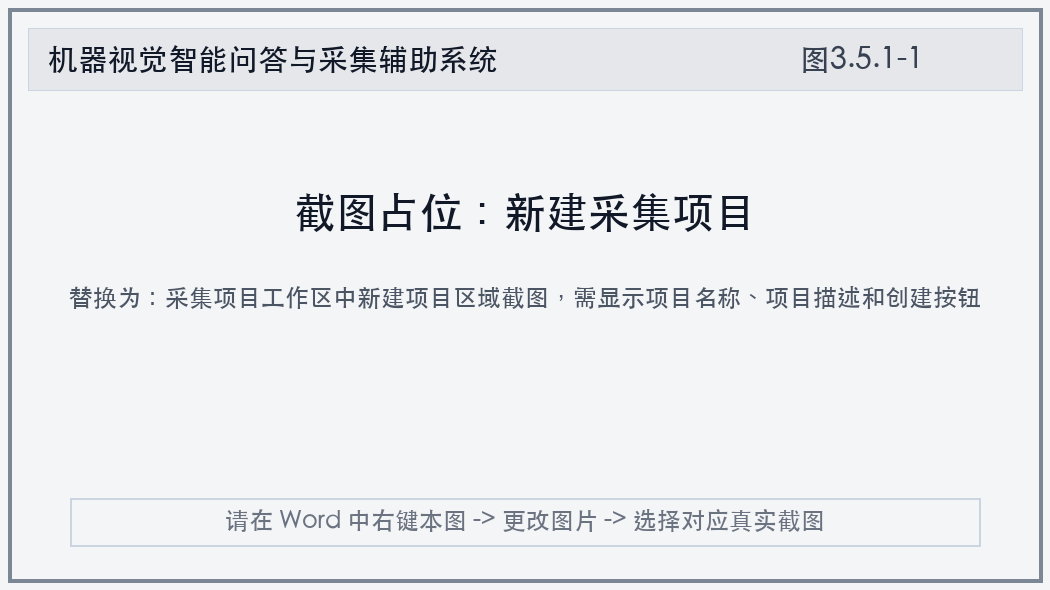 机器视觉智能问答与采集辅助系统 图3.5.1-1
截图占位：新建采集项目
替换为：采集项目工作区中新建项目区域截图，需显示项目名称、项目描述和创建按钮
请在 Word 中右键本图 -> 更改图片 -> 选择对应真实截图